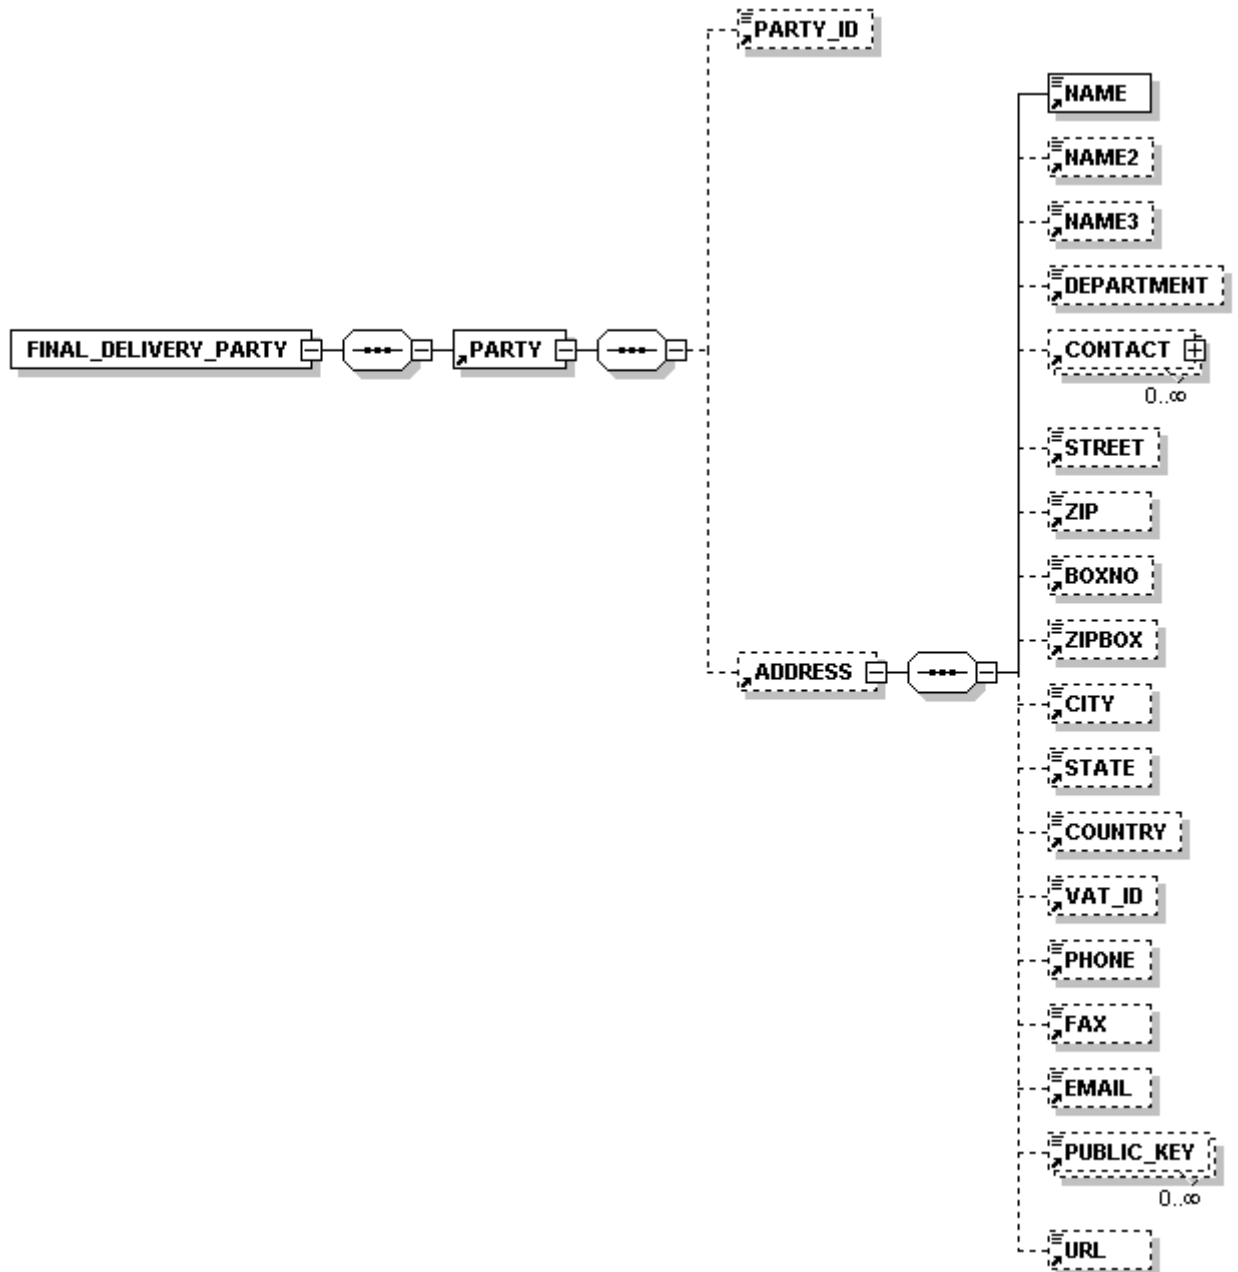 PARTY_ID
NAME
NAME2
NAME3
DEPARTMENT
FINAL_DELIVERY_PARTY
PARTY
CONTACT
0..∞
STREET
ZIP
BOXNO
ZIPBOX
ADDRESS
CITY
STATE
COUNTRY
VAT_ID
PHONE
FAX
EMAIL
PUBLIC_KEY
0..∞
URL